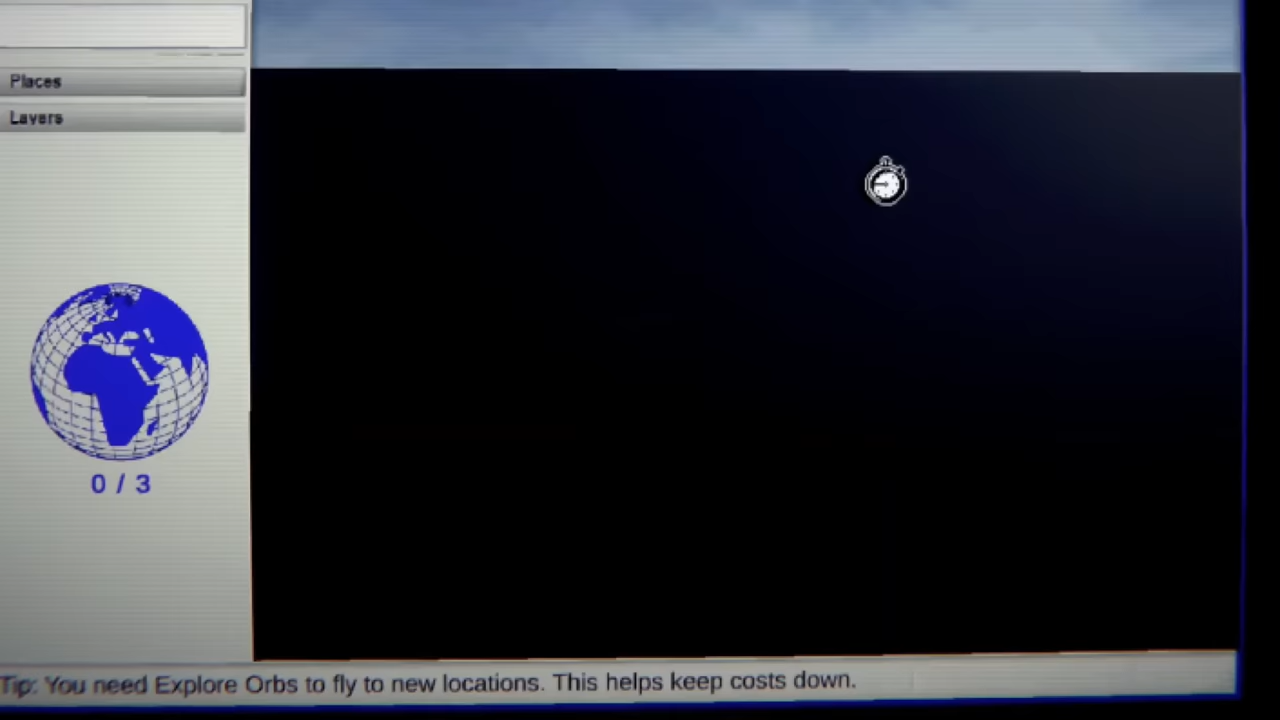 Places
Layers
0 / 3
Tip: You need Explore Orbs to fly to new locations. This helps keep costs down.